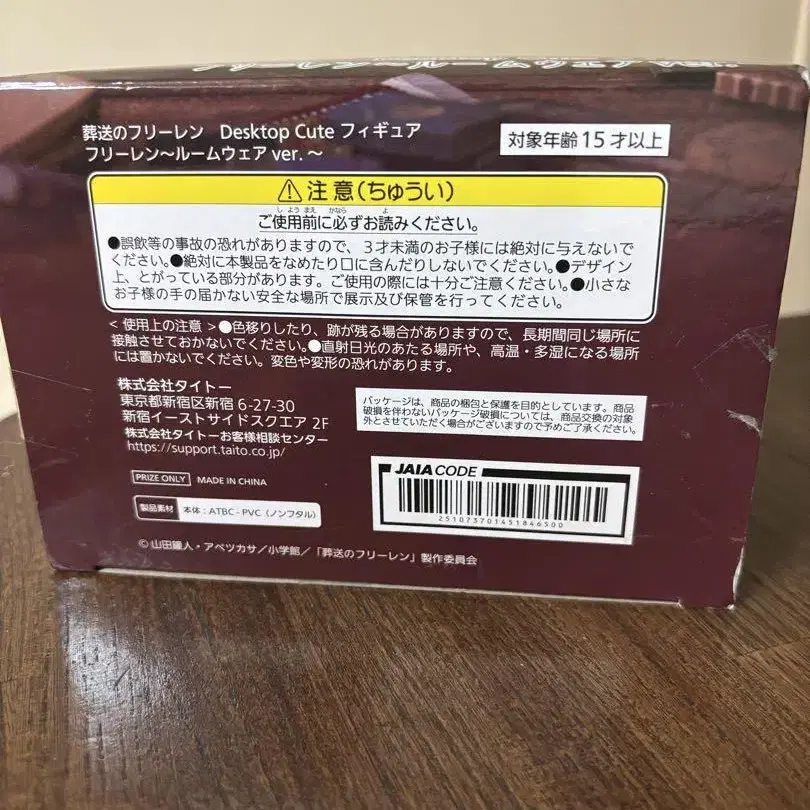 葬送のフリーレン Desktop Cute フィギュア
フリーレン~ルームウェア ver.~
対象年齢15才以上
⚠注意(ちゅうい)
ご使用前に必ずお読みください。
●誤飲等の事故の恐れがありますので、3才未満のお子様には絶対に与えないで
ください。●絶対に本製品をなめたり口に含んだりしないでください。●デザイン
上、とがっている部分があります。ご使用の際には十分ご注意ください。●小さな
お子様の手の届かない安全な場所で展示及び保管を行ってください。
<使用上の注意>●色移りしたり、跡が残る場合がありますので、長期間同じ場所に
接触させておかないでください。●直射日光のあたる場所や、高温・多湿になる場所
には置かないでください。変色や変形の恐れがあります。
株式会社タイトー
東京都新宿区新宿 6-27-30
新宿イーストサイドスクエア 2F
株式会社タイトーお客様相談センター
https://support.taito.co.jp/
パッケージは、商品の梱包と保護を目的としています。商品
破損を伴わないパッケージ破損については、商品交換の対象
外とさせていただく場合がございますので予めご了承ください。
PRIZE ONLY MADE IN CHINA
製品素材 本体:ATBC-PVC(ノンフタル)
JAIA CODE
251073701451846500
©山田鐘人・アベツカサ/小学館/「葬送のフリーレン」製作委員会